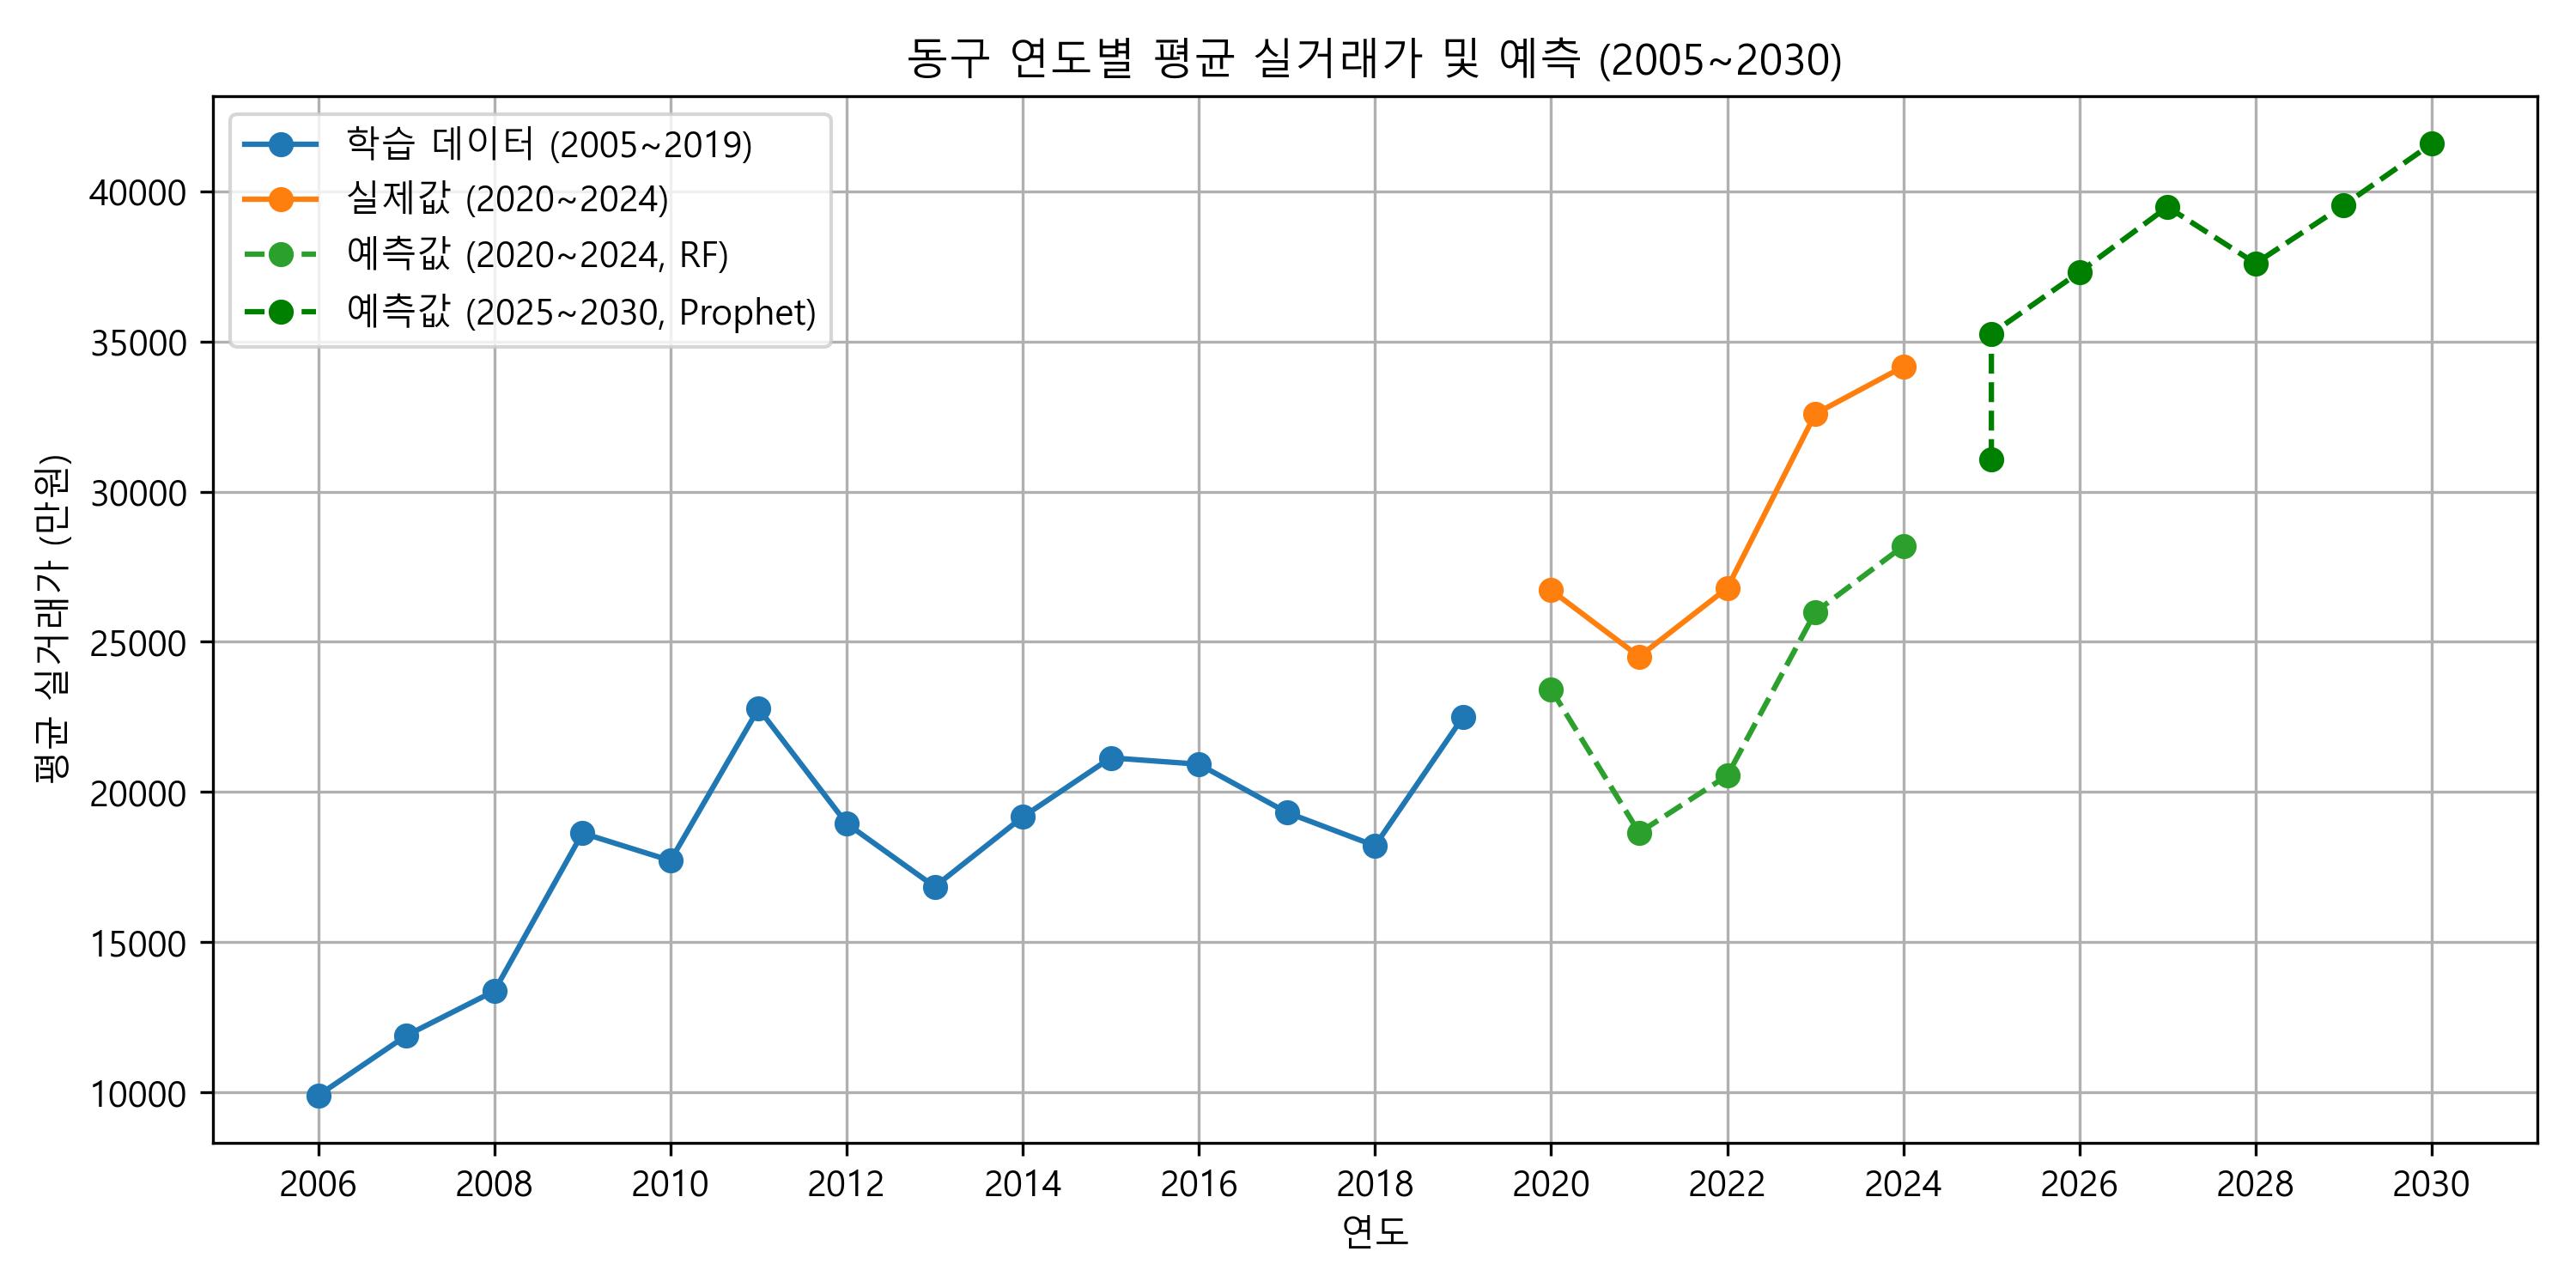 동구 연도별 평균 실거래가 및 예측 (2005~2030)
학습 데이터 (2005~2019)
실제값 (2020~2024)
예측값 (2020~2024, RF)
예측값 (2025~2030, Prophet)
평균 실거래가 (만원)
40000
35000
30000
25000
20000
15000
10000
2006 2008 2010 2012 2014 2016 2018 2020 2022 2024 2026 2028 2030
연도